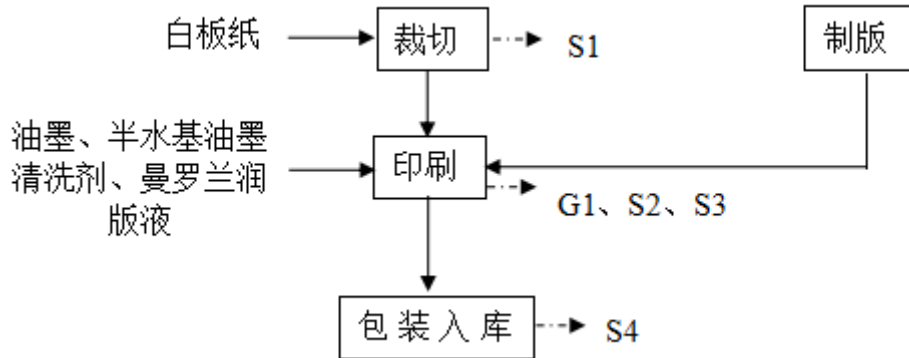 白板纸
裁切
S1
制版
油墨、半水基油墨
清洗剂、曼罗兰润
版液
印刷
G1、S2、S3
包装入库
S4